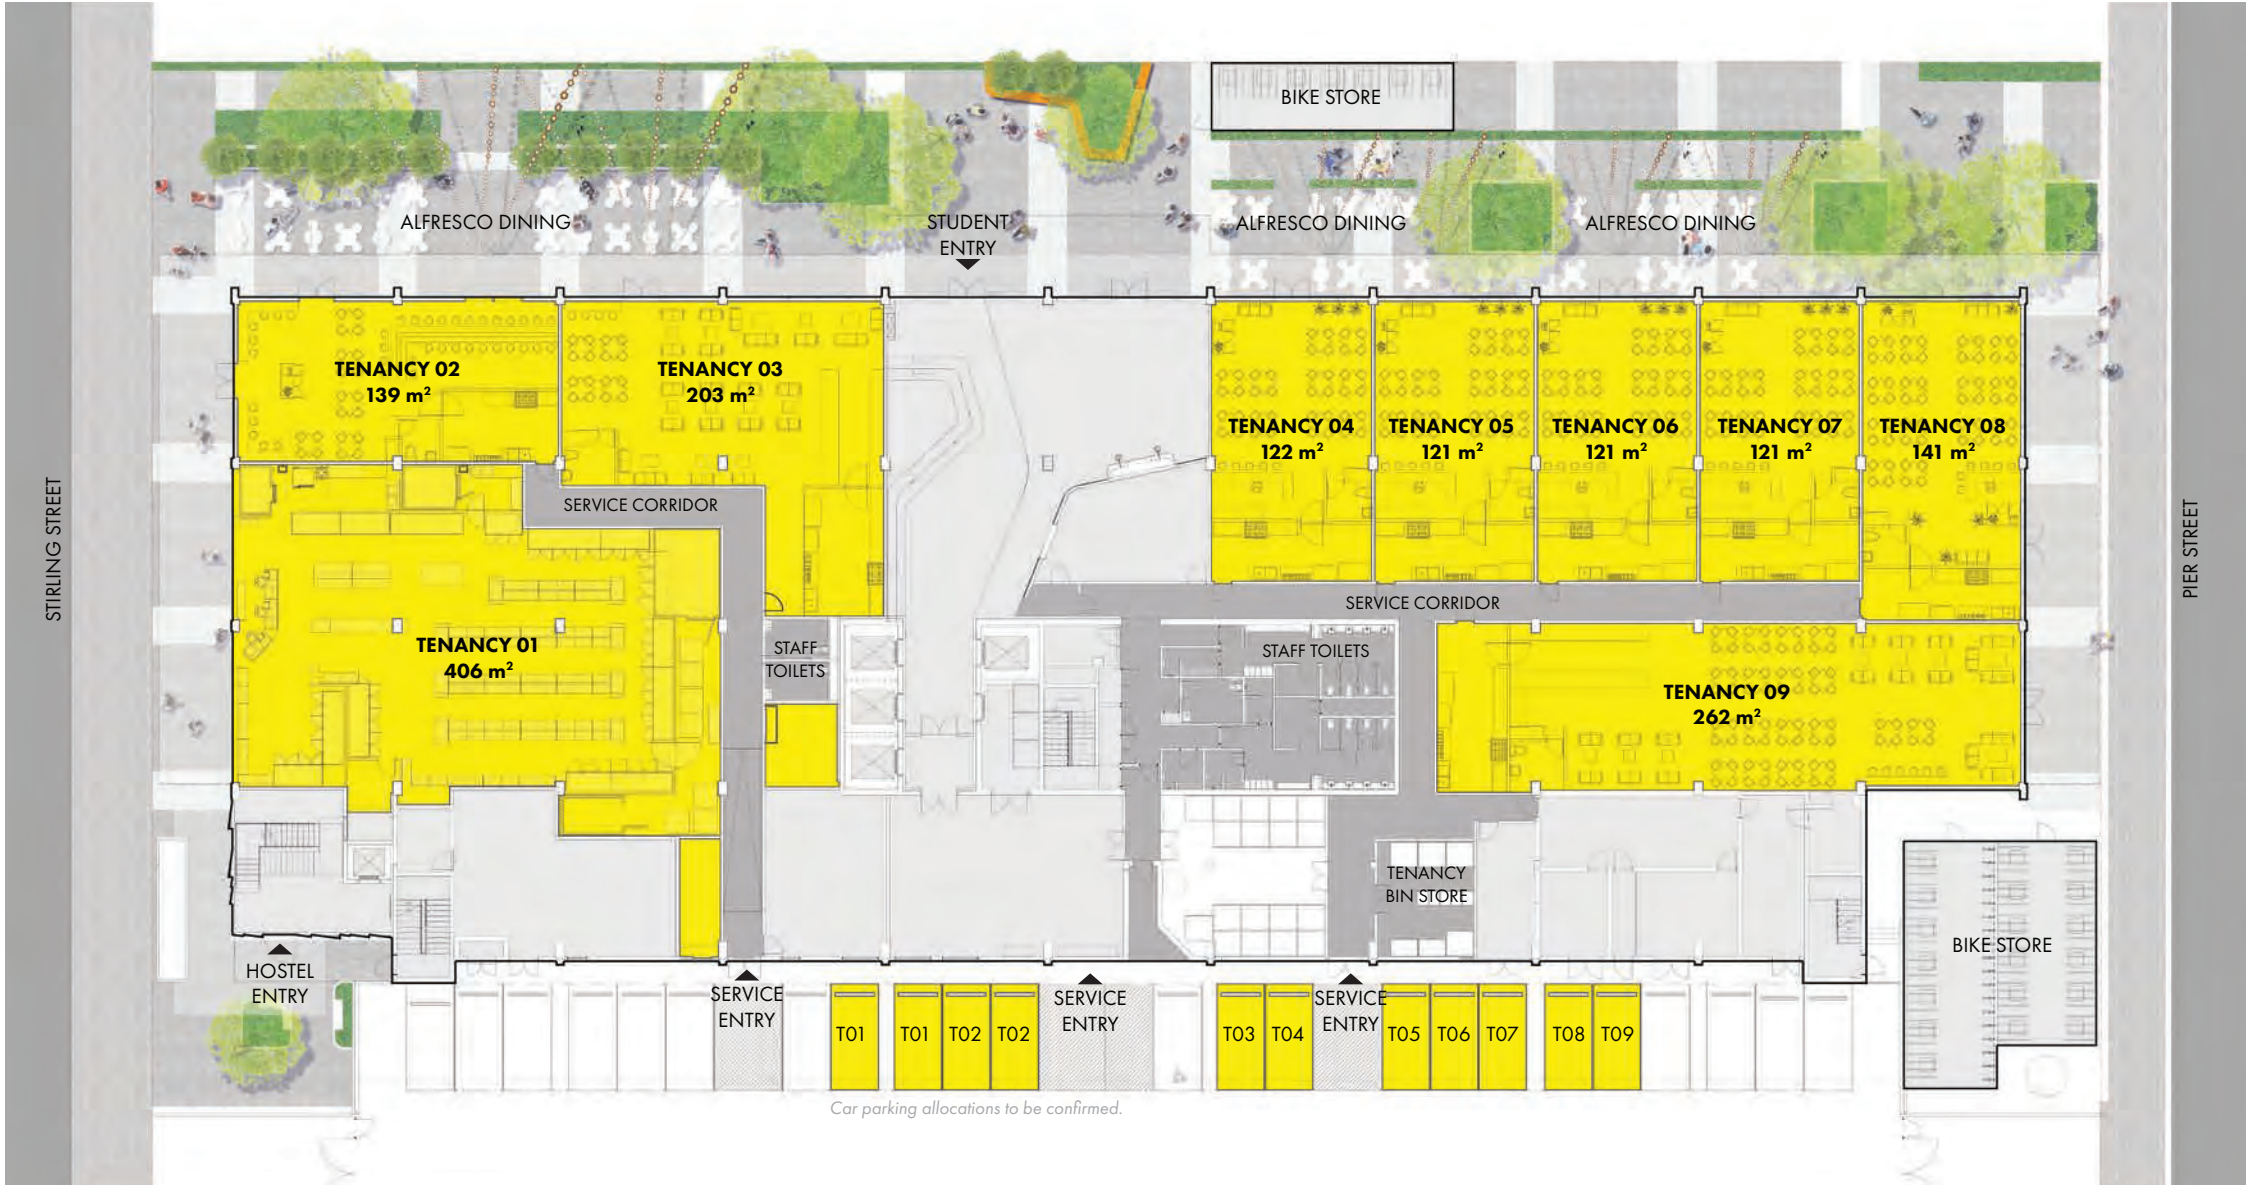 BIKE STORE
ALFRESCO DINING
STUDENT
ENTRY
ALFRESCO DINING
ALFRESCO DINING
TENANCY 02
139 m²
TENANCY 03
203 m²
TENANCY 04
122 m²
TENANCY 05
121 m²
TENANCY 06
121 m²
TENANCY 07
121 m²
TENANCY 08
141 m²
STIRLING STREET
SERVICE CORRIDOR
PIER STREET
SERVICE CORRIDOR
TENANCY 01
406 m²
STAFF
TOILETS
STAFF TOILETS
TENANCY 09
262 m²
TENANCY
BIN STORE
BIKE STORE
HOSTEL
ENTRY
SERVICE
ENTRY
SERVICE
ENTRY
SERVICE
ENTRY
T01
T01
T02
T02
T03
T04
T05
T06
T07
T08
T09
Car parking allocations to be confirmed.